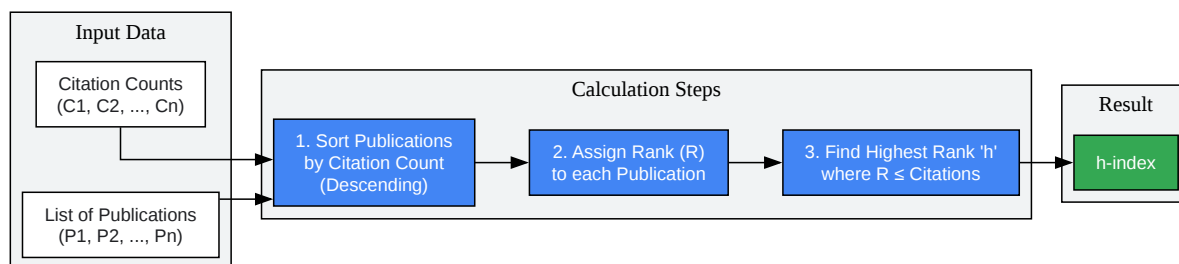 Input Data
Citation Counts
(C1, C2, ..., Cn)
List of Publications
(P1, P2, ..., Pn)
Calculation Steps
1. Sort Publications
by Citation Count
(Descending)
2. Assign Rank (R)
to each Publication
3. Find Highest Rank 'h'
where R ≤ Citations
Result
h-index